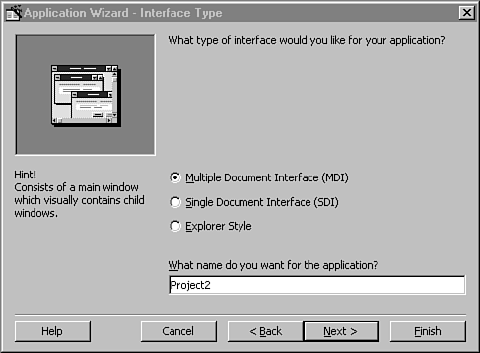 Application Wizard - Interface Type
What type of interface would you like for your application?
Hint!
Consists of a main window
which visually contains child
windows.
Multiple Document Interface (MDI)
Single Document Interface (SDI)
Explorer Style
What name do you want for the application?
Project2
Help
Cancel
< Back
Next >
Finish